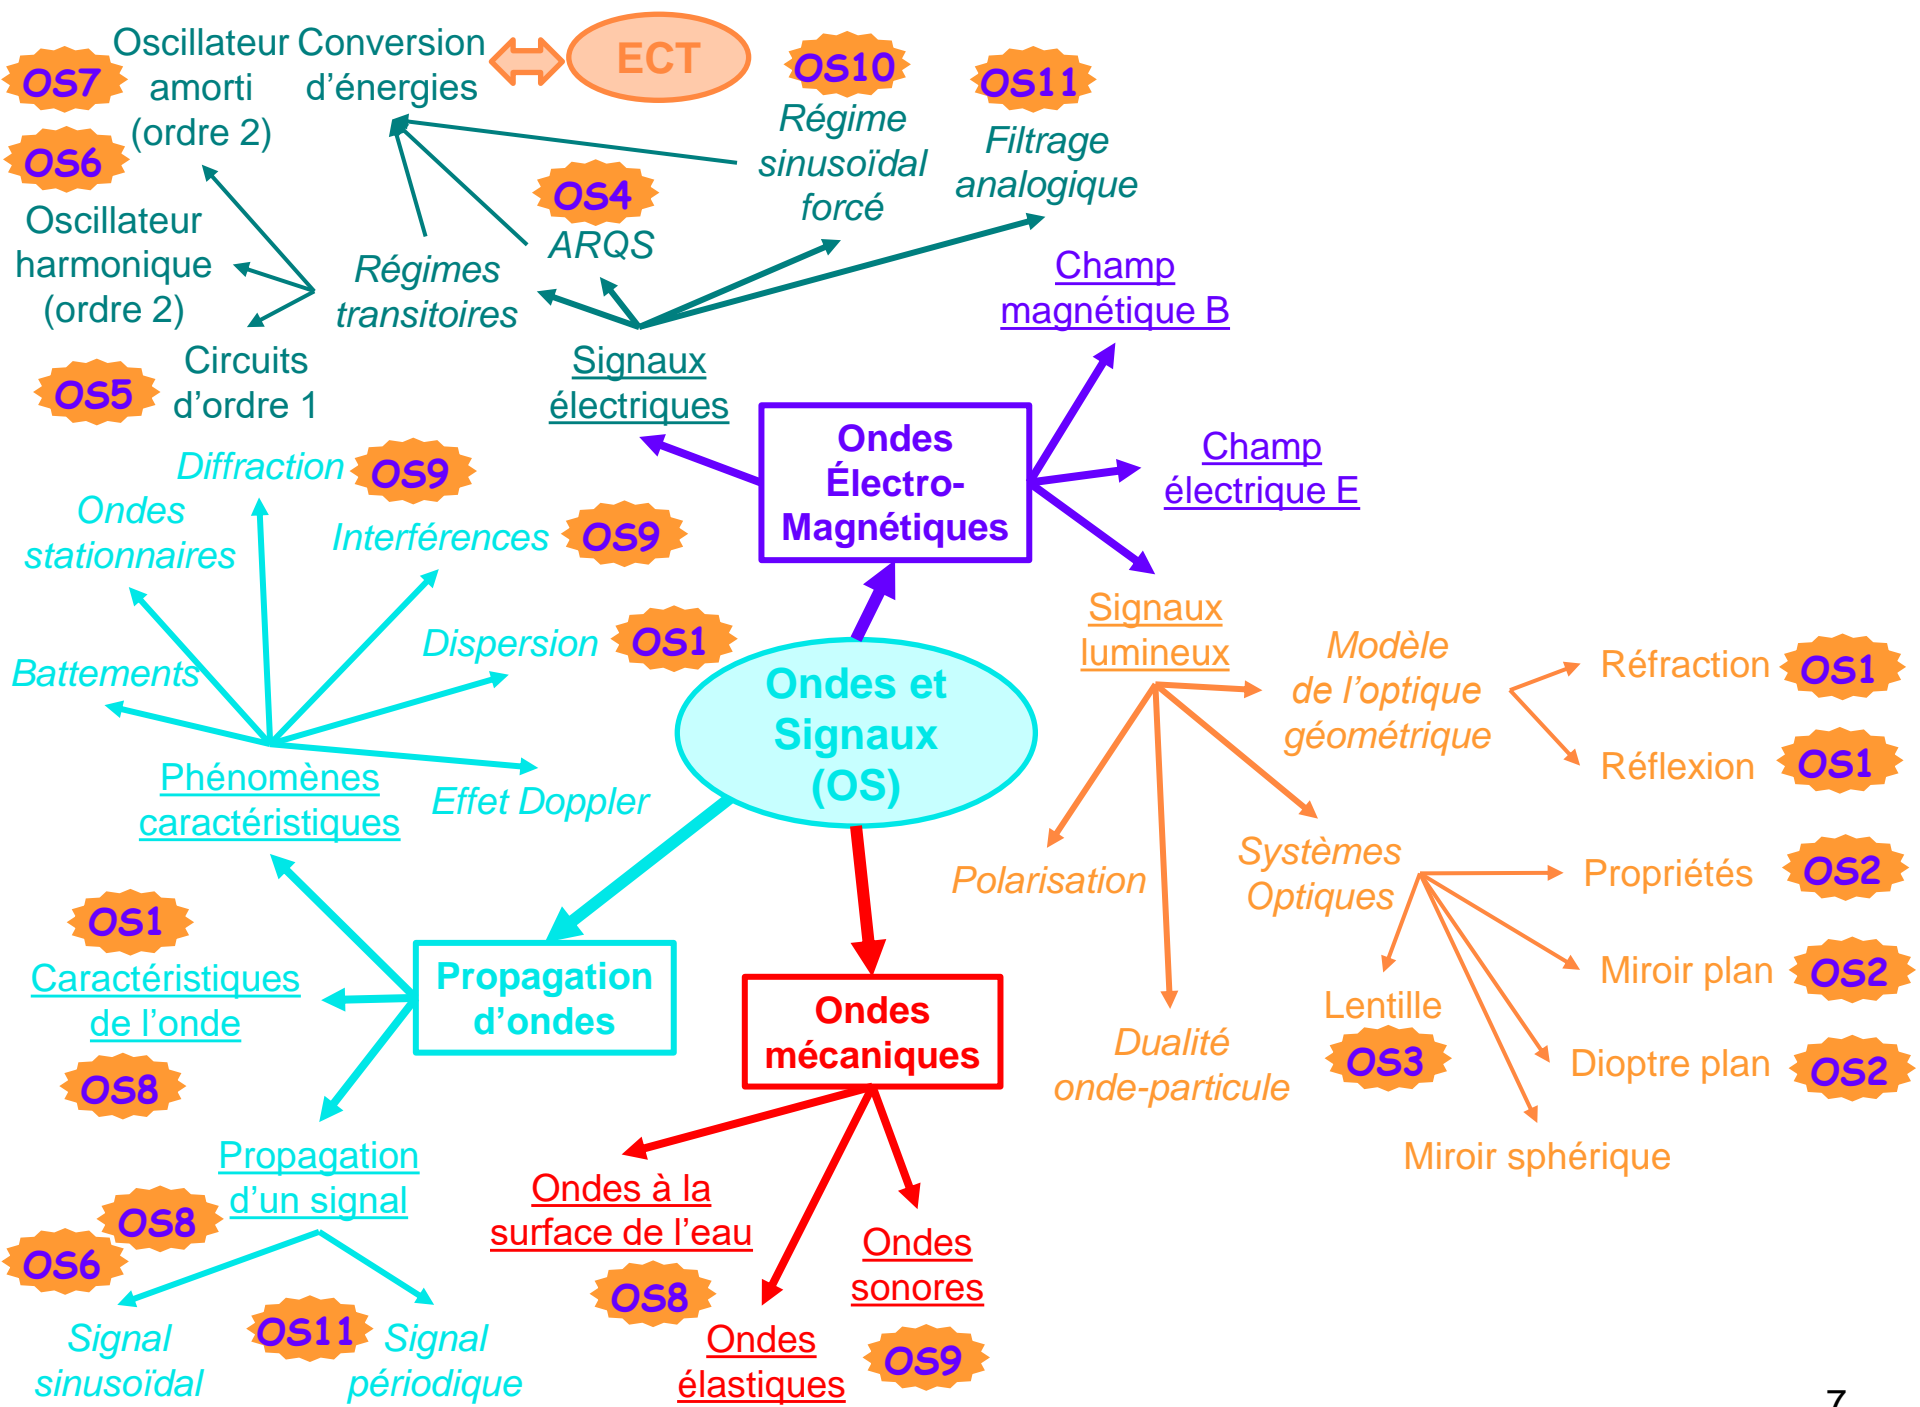 Oscillateur
amorti
(ordre 2)
OS7
OS6
Conversion
d’énergies
ECT
OS10
Régime
sinusoïdal
forcé
OS11
Filtrage
analogique
OS4
ARQS
Oscillateur
harmonique
(ordre 2)
Régimes
transitoires
OS5
Circuits
d’ordre 1
Signaux
électriques
Champ
magnétique B
Ondes
Électro-
Magnétiques
Champ
électrique E
Diffraction
OS9
Ondes
stationnaires
Interférences
OS9
Dispersion
OS1
Battements
Phénomènes
caractéristiques
Effet Doppler
Ondes et
Signaux
(OS)
Signaux
lumineux
Modèle
de l’optique
géométrique
Réfraction
OS1
Réflexion
OS1
Polarisation
Systèmes
Optiques
Propriétés
OS2
Miroir plan
OS2
Lentille
OS3
Dioptre plan
OS2
Miroir sphérique
Dualité
onde-particule
OS1
Caractéristiques
de l’onde
OS8
Propagation
d’ondes
Ondes
mécaniques
Propagation
d’un signal
OS8
OS6
Signal
sinusoïdal
OS11
Signal
périodique
Ondes à la
surface de l’eau
OS8
Ondes
élastiques
Ondes
sonores
OS9
7